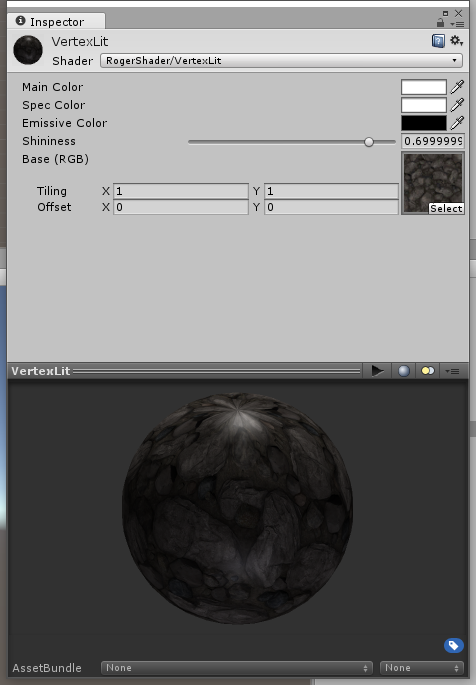 Inspector
VertexLit
Shader RogerShader/VertexLit
Main Color
Spec Color
Emissive Color
Shininess 0.6999999
Base (RGB)
Tiling X 1 Y 1
Offset X 0 Y 0
Select
VertexLit
AssetBundle None None